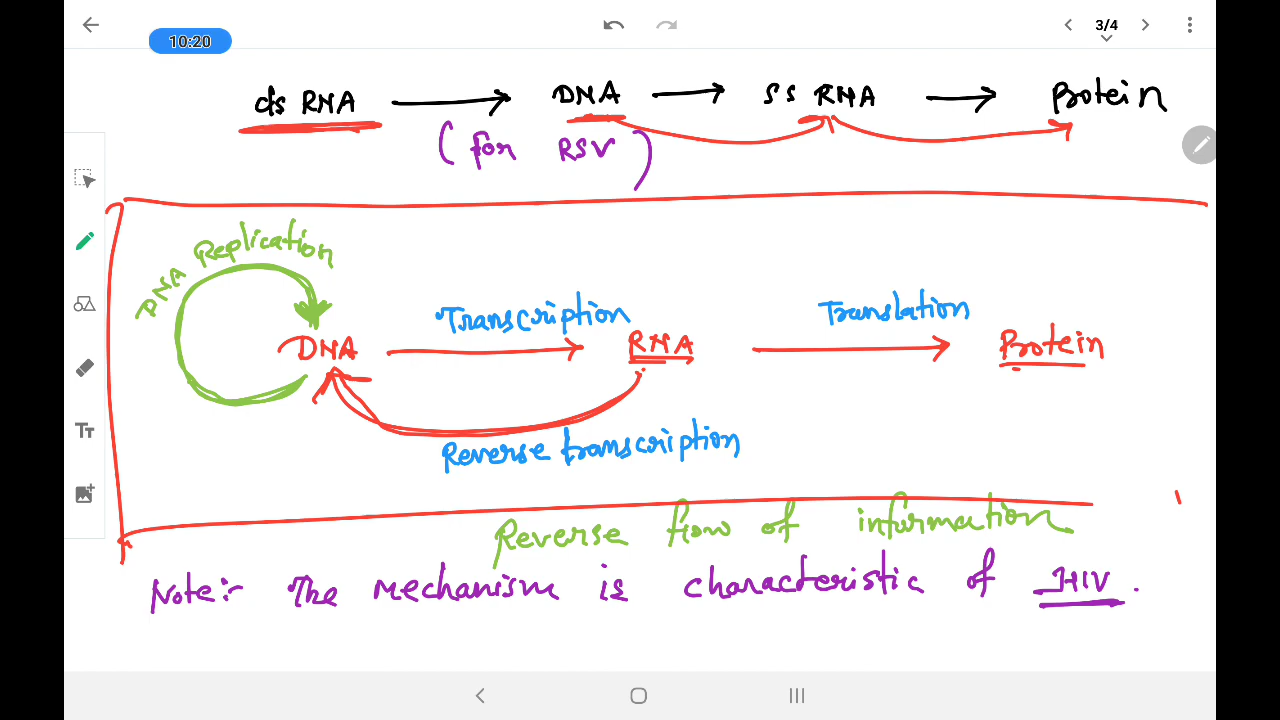 10:20
3/4
ds RNA → DNA → ss RNA → Protein
(for RSV)
DNA Replication
Transcription
Translation
DNA → RNA → Protein
Reverse transcription
Reverse flow of information
Note:- The mechanism is characteristic of HIV.
Tт